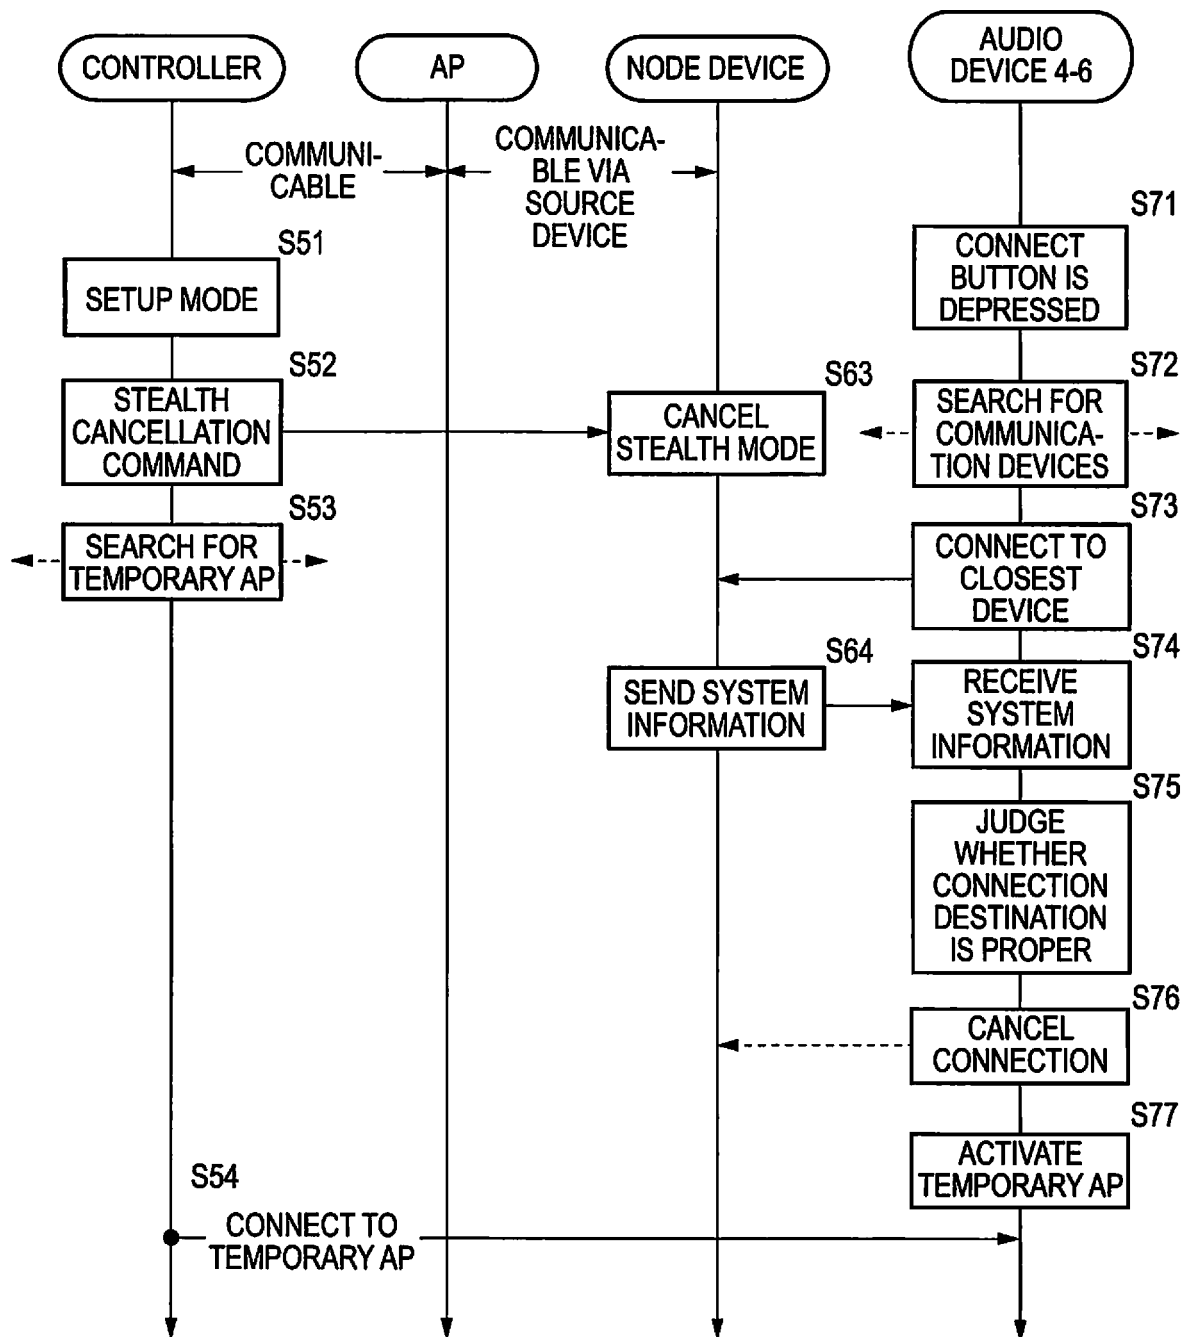 CONTROLLER
AP
NODE DEVICE
AUDIO
DEVICE 4-6
COMMUNI-
CABLE
COMMUNICA-
BLE VIA
SOURCE
DEVICE
S51
SETUP MODE
S71
CONNECT
BUTTON IS
DEPRESSED
S52
STEALTH
CANCELLATION
COMMAND
S63
CANCEL
STEALTH MODE
S72
SEARCH FOR
COMMUNICA-
TION DEVICES
S53
SEARCH FOR
TEMPORARY AP
S73
CONNECT TO
CLOSEST
DEVICE
S64
SEND SYSTEM
INFORMATION
S74
RECEIVE
SYSTEM
INFORMATION
S75
JUDGE
WHETHER
CONNECTION
DESTINATION
IS PROPER
S76
CANCEL
CONNECTION
S77
ACTIVATE
TEMPORARY AP
S54
CONNECT TO
TEMPORARY AP